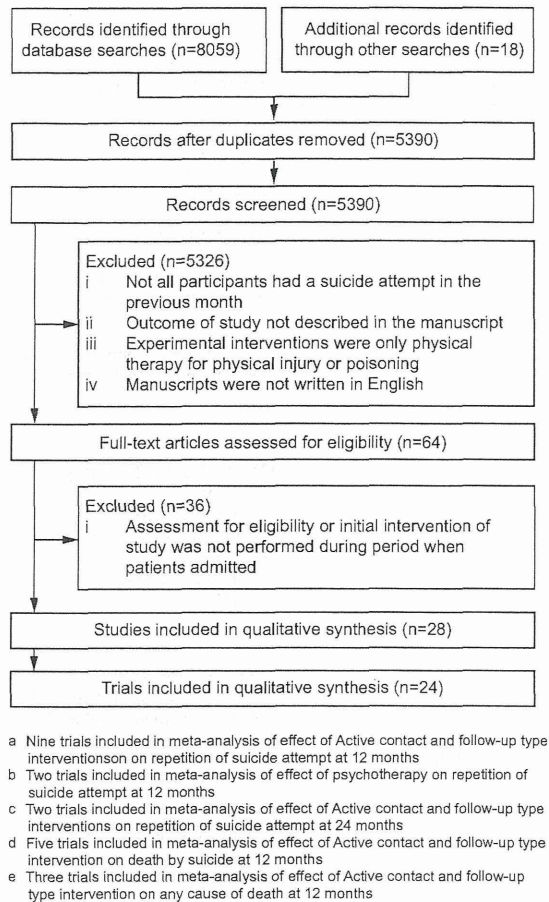 Records identified through
database searches (n=8059)
Additional records identified
through other searches (n=18)
Records after duplicates removed (n=5390)
Records screened (n=5390)
Excluded (n=5326)
i Not all participants had a suicide attempt in the
previous month
ii Outcome of study not described in the manuscript
iii Experimental interventions were only physical
therapy for physical injury or poisoning
iv Manuscripts were not written in English
Full-text articles assessed for eligibility (n=64)
Excluded (n=36)
i Assessment for eligibility or initial intervention of
study was not performed during period when
patients admitted
Studies included in qualitative synthesis (n=28)
Trials included in qualitative synthesis (n=24)
a Nine trials included in meta-analysis of effect of Active contact and follow-up type
interventionson on repetition of suicide attempt at 12 months
b Two trials included in meta-analysis of effect of psychotherapy on repetition of
suicide attempt at 12 months
c Two trials included in meta-analysis of effect of Active contact and follow-up type
interventions on repetition of suicide attempt at 24 months
d Five trials included in meta-analysis of effect of Active contact and follow-up type
intervention on death by suicide at 12 months
e Three trials included in meta-analysis of effect of Active contact and follow-up
type intervention on any cause of death at 12 months